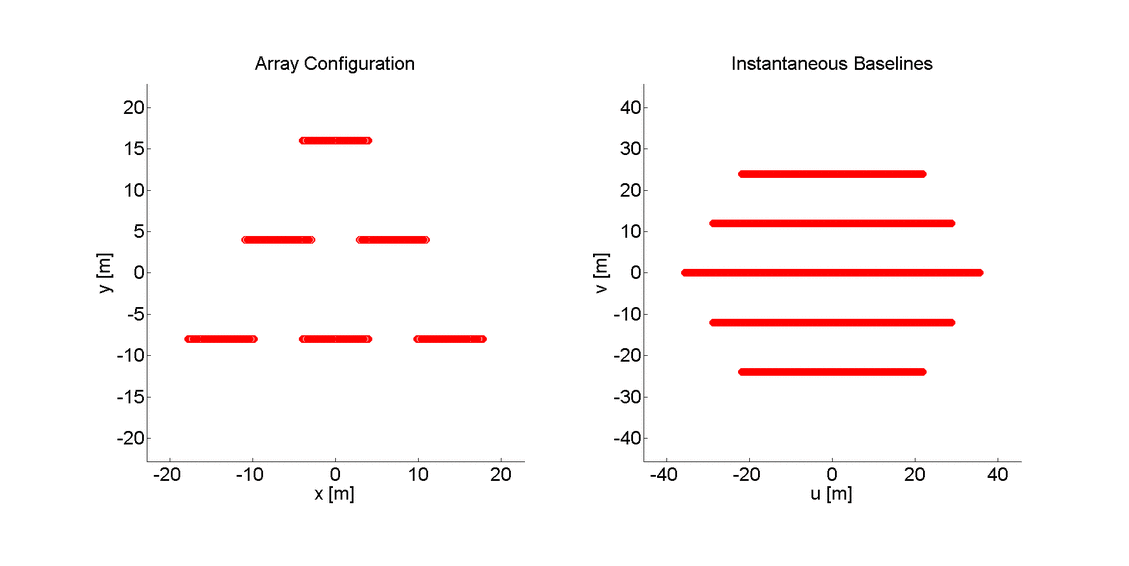 Array Configuration
20
15
10
5
0
-5
-10
-15
-20
y [m]
-20 -10 0 10 20
x [m]
Instantaneous Baselines
40
30
20
10
0
-10
-20
-30
-40
v [m]
-40 -20 0 20 40
u [m]